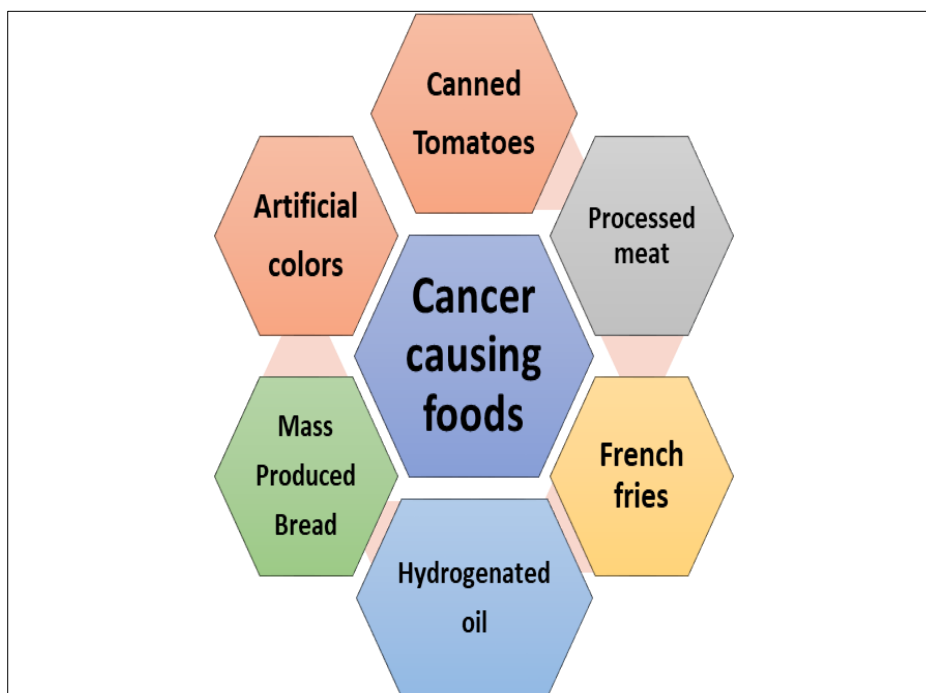 Canned
Tomatoes
Artificial
colors
Processed
meat
Cancer
causing
foods
Mass
Produced
Bread
French
fries
Hydrogenated
oil